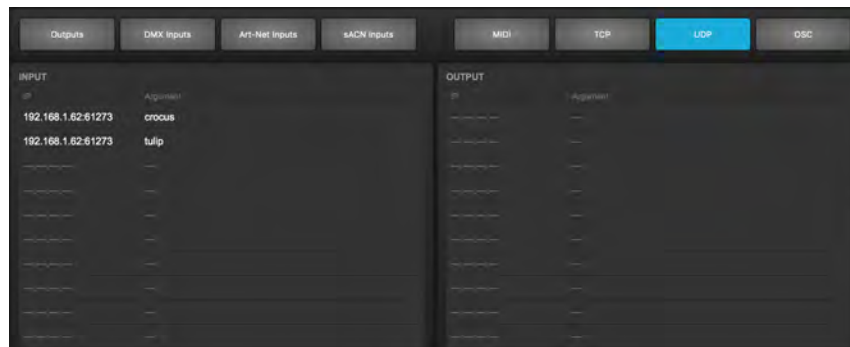 Outputs DMX Inputs Art-Net Inputs sACN Inputs MIDI TCP UDP OSC
INPUT
IP Argument
192.168.1.62:61273 crocus
192.168.1.62:61273 tulip
OUTPUT
IP Argument